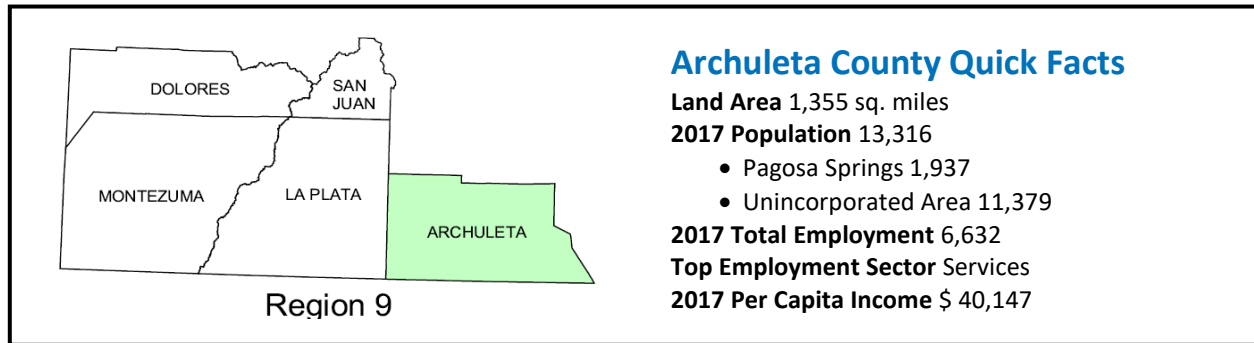 DOLORES
SAN
JUAN
MONTEZUMA
LA PLATA
ARCHULETA
Region 9
Archuleta County Quick Facts
Land Area 1,355 sq. miles
2017 Population 13,316
• Pagosa Springs 1,937
• Unincorporated Area 11,379
2017 Total Employment 6,632
Top Employment Sector Services
2017 Per Capita Income $ 40,147